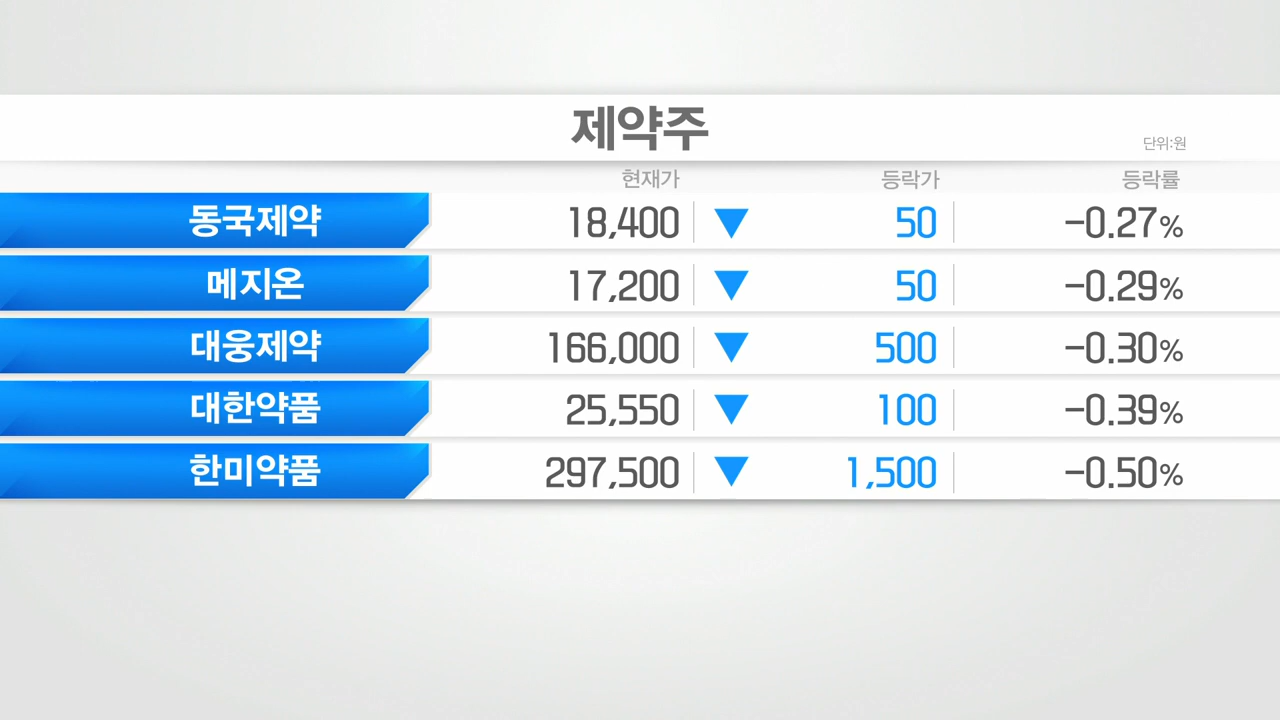 제약주
단위:원
현재가 등락가 등락률
동국제약 18,400 ▼ 50 -0.27%
메지온 17,200 ▼ 50 -0.29%
대웅제약 166,000 ▼ 500 -0.30%
대한약품 25,550 ▼ 100 -0.39%
한미약품 297,500 ▼ 1,500 -0.50%